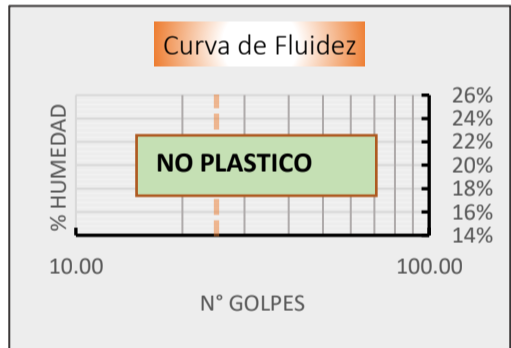 Curva de Fluidez
% HUMEDAD
NO PLASTICO
26%
24%
22%
20%
18%
16%
14%
10.00
100.00
N° GOLPES